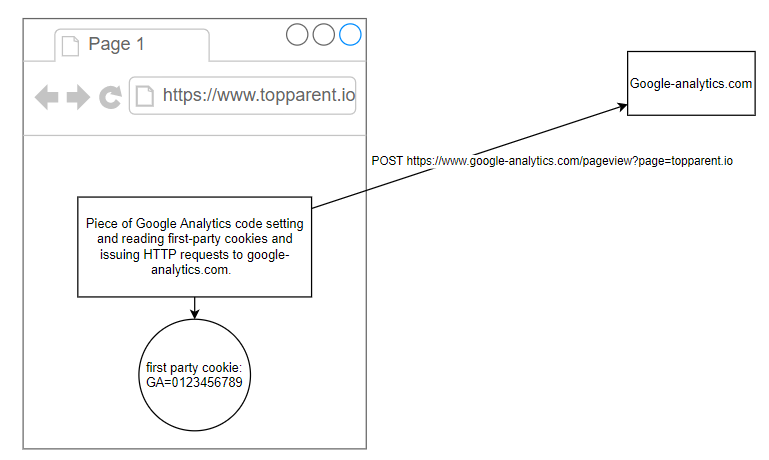 Page 1
https://www.topparent.io
Google-analytics.com
POST https://www.google-analytics.com/pageview?page=topparent.io
Piece of Google Analytics code setting
and reading first-party cookies and
issuing HTTP requests to google-
analytics.com.
first party cookie:
GA=0123456789